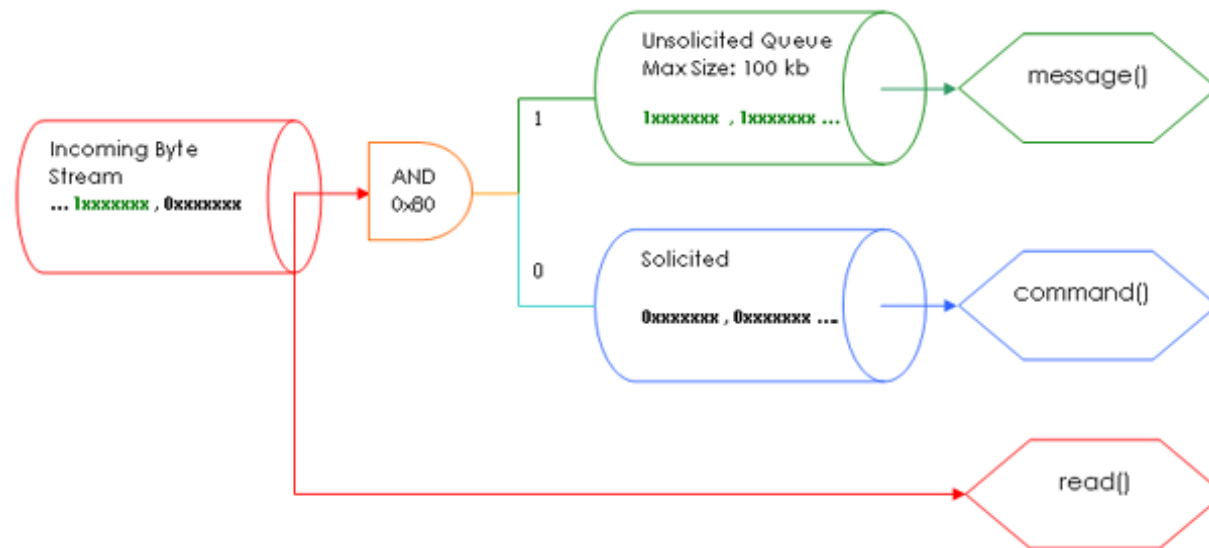 Incoming Byte
Stream
... 1xxxxxxx , 0xxxxxxx
AND
0x80
1
0
Unsolicited Queue
Max Size: 100 kb
1xxxxxxx , 1xxxxxxx ...
message()
Solicited
0xxxxxxx , 0xxxxxxx ....
command()
read()